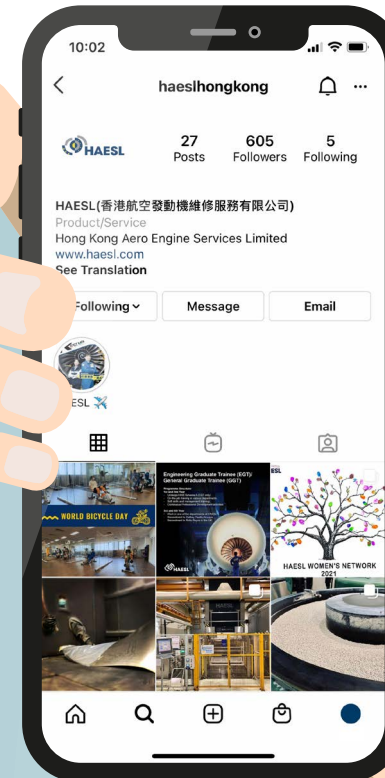 10:02
haeslhongkong
HAESL
27 605 5
Posts Followers Following
HAESL(香港航空發動機維修服務有限公司)
Product/Service
Hong Kong Aero Engine Services Limited
www.haesl.com
See Translation
Following Message Email
ESL
WORLD BICYCLE DAY
Engineering Graduate Trainee (EGT)/
General Graduate Trainee (GGT)
HAESL
ESL
HAESL WOMEN'S NETWORK
2021
HAESL